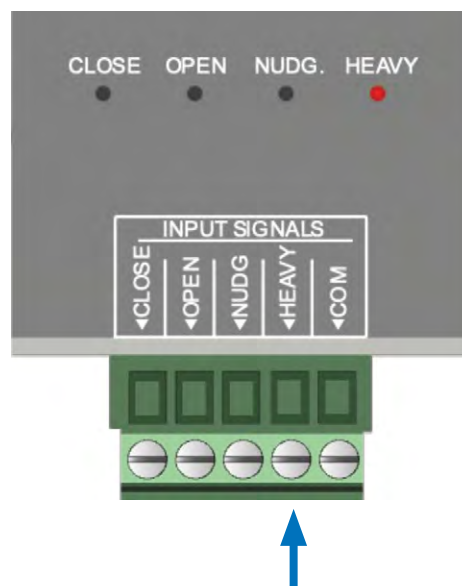 CLOSE OPEN NUDG. HEAVY
INPUT SIGNALS
◄CLOSE
◄OPEN
◄NUDG
◄HEAVY
◄COM